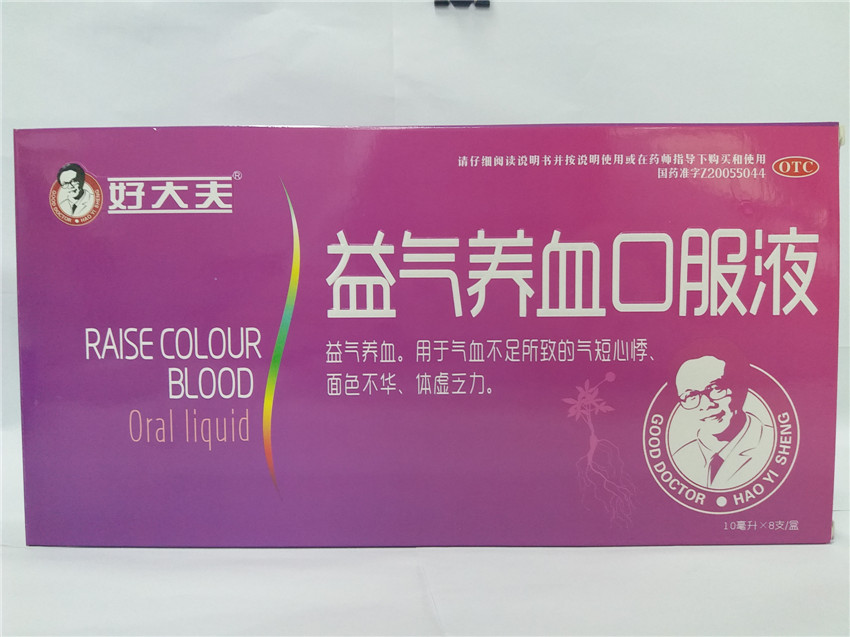 请仔细阅读说明书并按说明使用或在药师指导下购买和使用
国药准字Z20055044
OTC
GOOD DOCTOR • HAO YI SHENG
好大夫®
益气养血口服液
RAISE COLOUR
BLOOD
Oral liquid
益气养血。用于气血不足所致的气短心悸、
面色不华、体虚乏力。
GOOD DOCTOR • HAO YI SHENG
10毫升×8支/盒